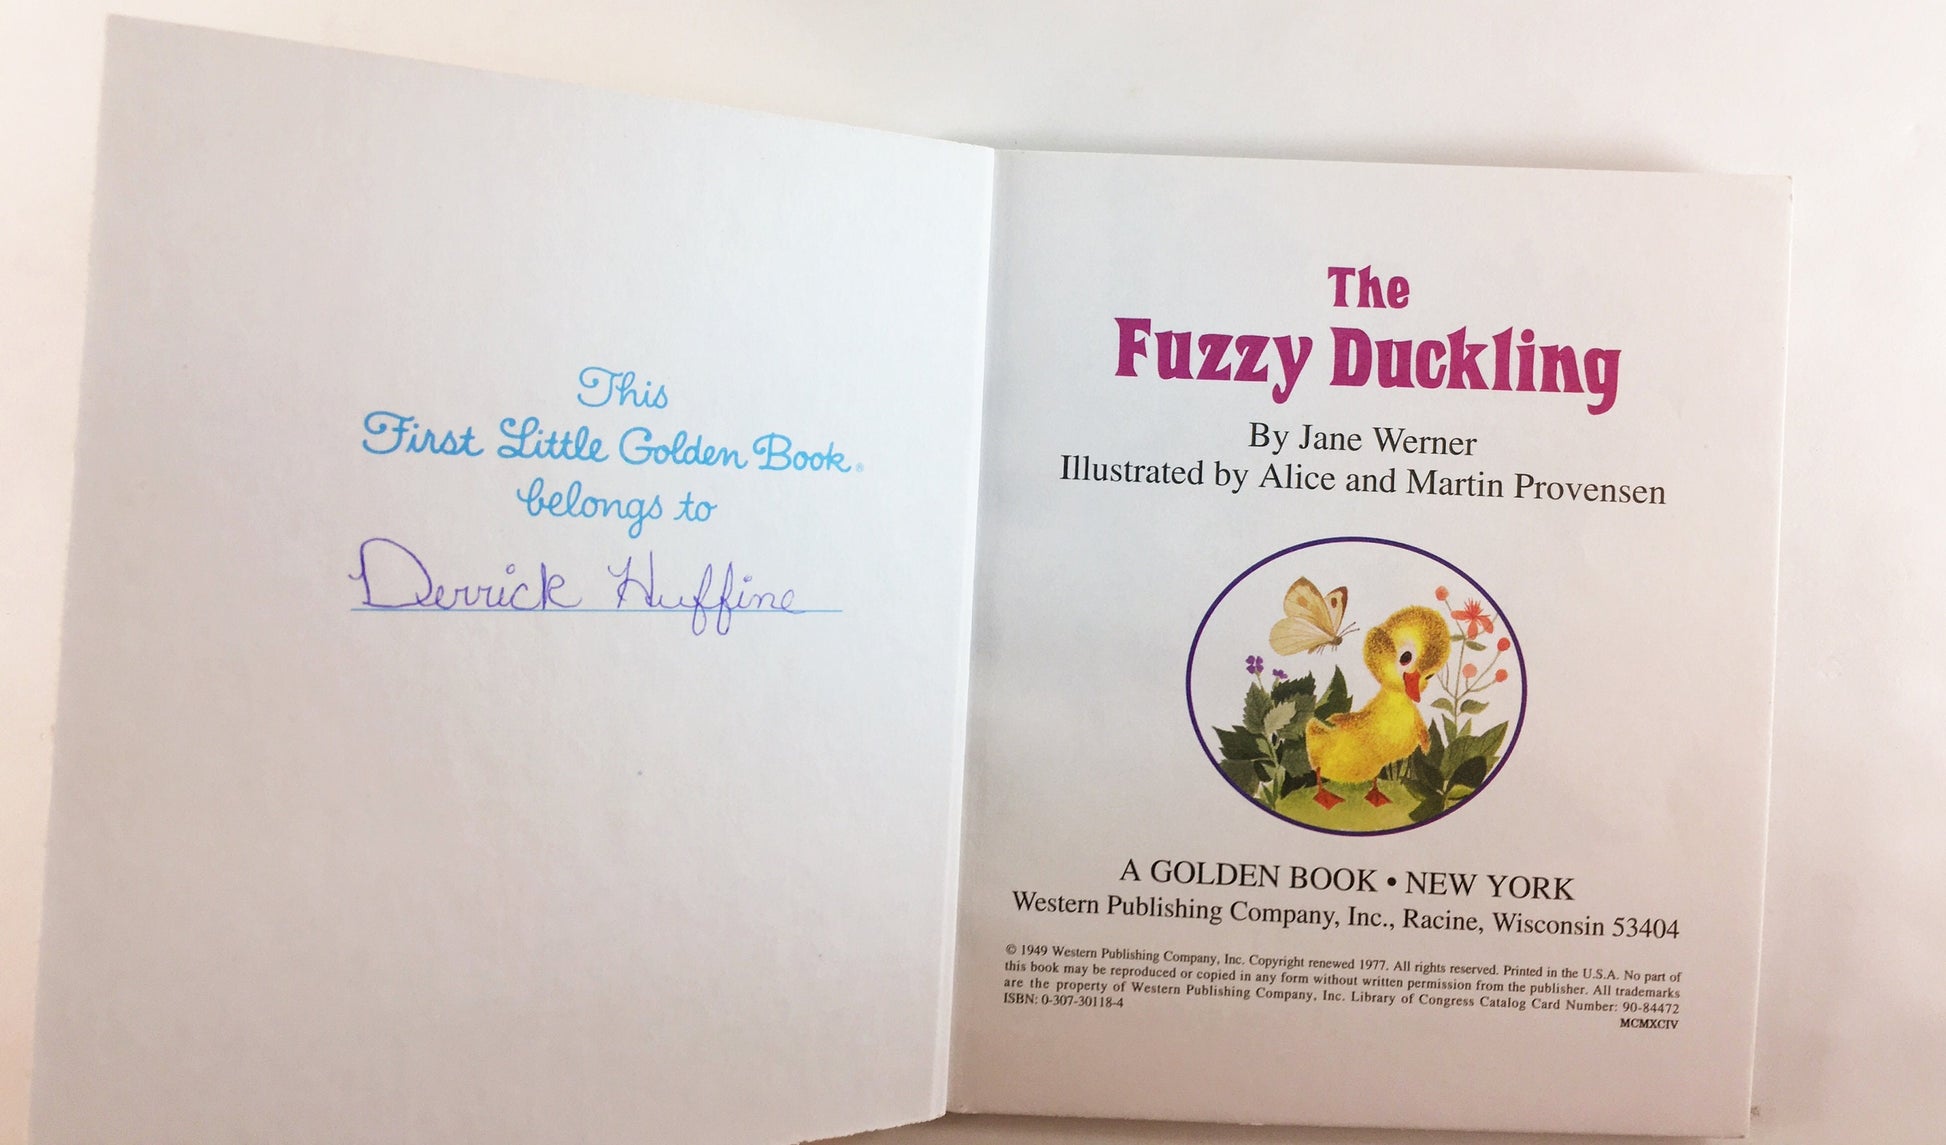 This
First Little Golden Book®
belongs to
Derrick Huffine
The
Fuzzy Duckling
By Jane Werner
Illustrated by Alice and Martin Provensen
A GOLDEN BOOK • NEW YORK
Western Publishing Company, Inc., Racine, Wisconsin 53404
© 1949 Western Publishing Company, Inc. Copyright renewed 1977. All rights reserved. Printed in the U.S.A. No part of
this book may be reproduced or copied in any form without written permission from the publisher. All trademarks
are the property of Western Publishing Company, Inc. Library of Congress Catalog Card Number: 90-84472
ISBN: 0-307-30118-4
MCMXCIV